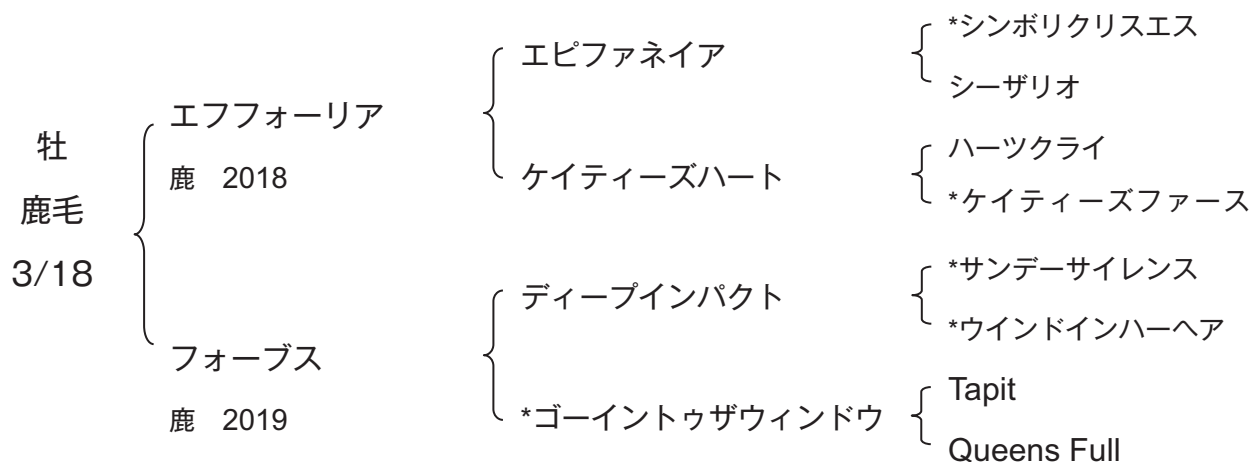 牡
鹿毛
3/18
エフフォーリア
鹿　2018
フォーブス
鹿　2019
エピファネイア
ケイティーズハート
ディープインパクト
*ゴーイントゥザウィンドウ
*シンボリクリスエス
シーザリオ
ハーツクライ
*ケイティーズファース
*サンデーサイレンス
*ウインドインハーヘア
Tapit
Queens Full